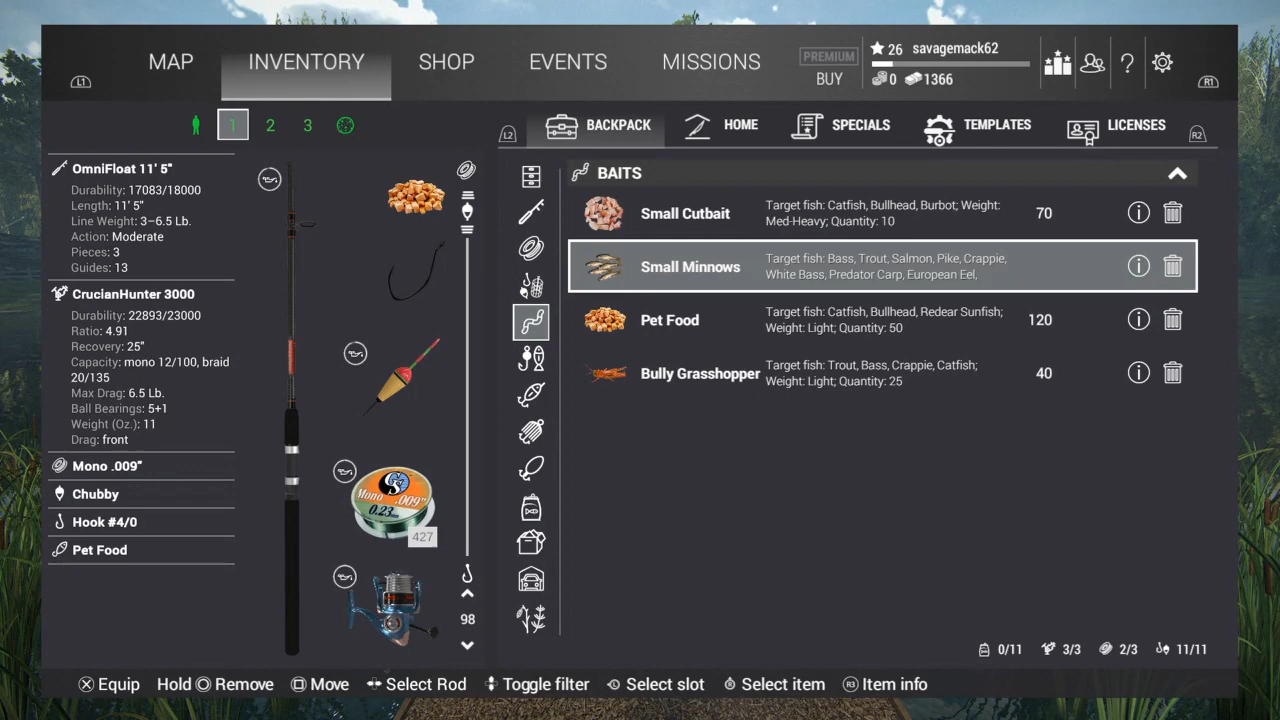 MAP
INVENTORY
SHOP
EVENTS
MISSIONS
PREMIUM
BUY
26 savagemack62
0 1366
?
L1
R1
1 2 3
L2
BACKPACK
HOME
SPECIALS
TEMPLATES
LICENSES
R2
OmniFloat 11' 5"
Durability: 17083/18000
Length: 11' 5"
Line Weight: 3–6.5 Lb.
Action: Moderate
Pieces: 3
Guides: 13
CrucianHunter 3000
Durability: 22893/23000
Ratio: 4.91
Recovery: 25"
Capacity: mono 12/100, braid
20/135
Max Drag: 6.5 Lb.
Ball Bearings: 5+1
Weight (Oz.): 11
Drag: front
Mono .009"
Chubby
Hook #4/0
Pet Food
Mono .009"
0.23
427
98
BAITS
Small Cutbait
Target fish: Catfish, Bullhead, Burbot; Weight:
Med-Heavy; Quantity: 10
70
Small Minnows
Target fish: Bass, Trout, Salmon, Pike, Crappie,
White Bass, Predator Carp, European Eel,
Pet Food
Target fish: Catfish, Bullhead, Redear Sunfish;
Weight: Light; Quantity: 50
120
Bully Grasshopper
Target fish: Trout, Bass, Crappie, Catfish;
Weight: Light; Quantity: 25
40
0/11 3/3 2/3 11/11
Equip Hold Remove Move Select Rod Toggle filter Select slot Select item R3 Item info